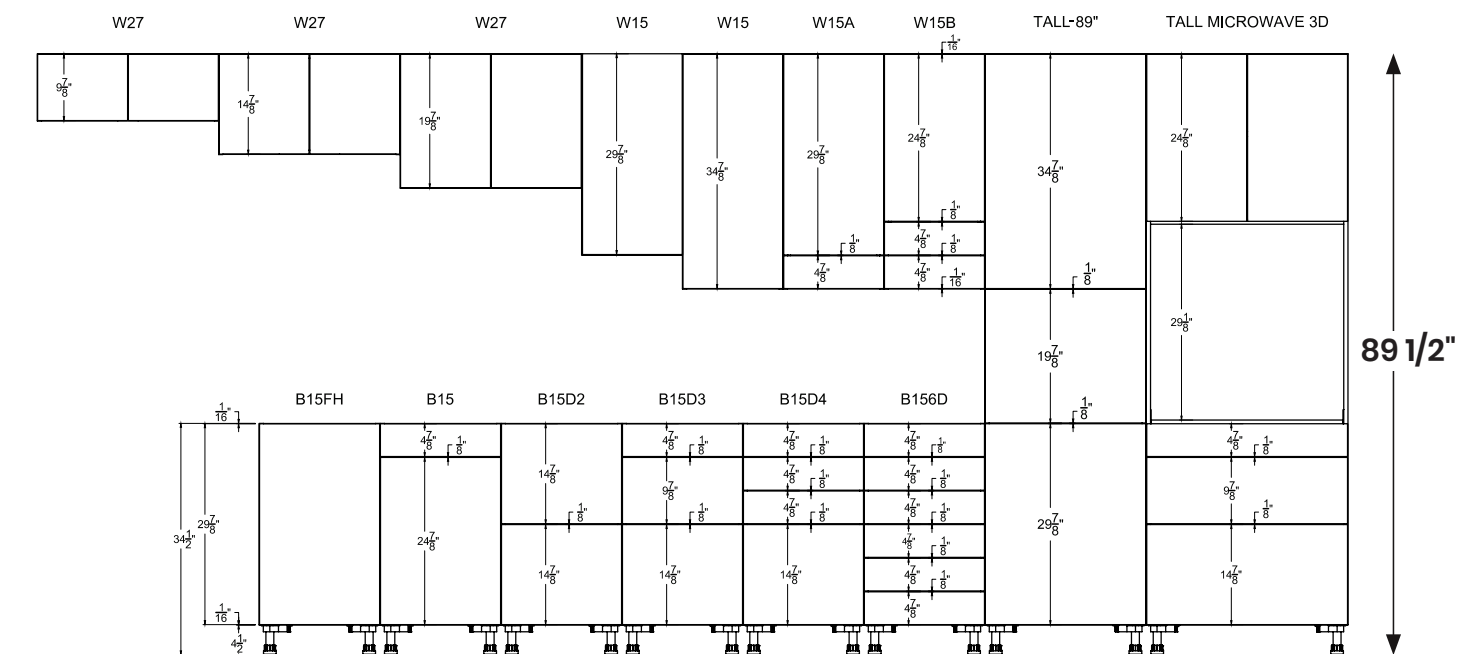 W27 W27 W27 W15 W15 W15A W15B TALL-89" TALL MICROWAVE 3D
1/16"
9 7/8" 14 7/8" 19 7/8" 29 7/8" 34 7/8" 29 7/8" 24 7/8" 34 7/8" 24 7/8"
1/8"
4 7/8" 1/8"
1/8"
4 7/8" 4 7/8" 1/16" 1/8"
29 1/8"
19 7/8"
89 1/2"
B15FH B15 B15D2 B15D3 B15D4 B156D
1/16" 1/8"
4 7/8" 1/8" 4 7/8" 1/8" 4 7/8" 1/8" 4 7/8" 1/8" 4 7/8" 1/8"
14 7/8" 9 7/8" 4 7/8" 1/8" 4 7/8" 1/8" 9 7/8"
1/8" 1/8" 4 7/8" 1/8" 4 7/8" 1/8" 1/8"
34 1/2" 29 7/8" 24 7/8" 29 7/8"
4 7/8" 1/8"
14 7/8" 14 7/8" 14 7/8" 4 7/8" 1/8" 14 7/8"
4 7/8"
1/16"
4 1/2"